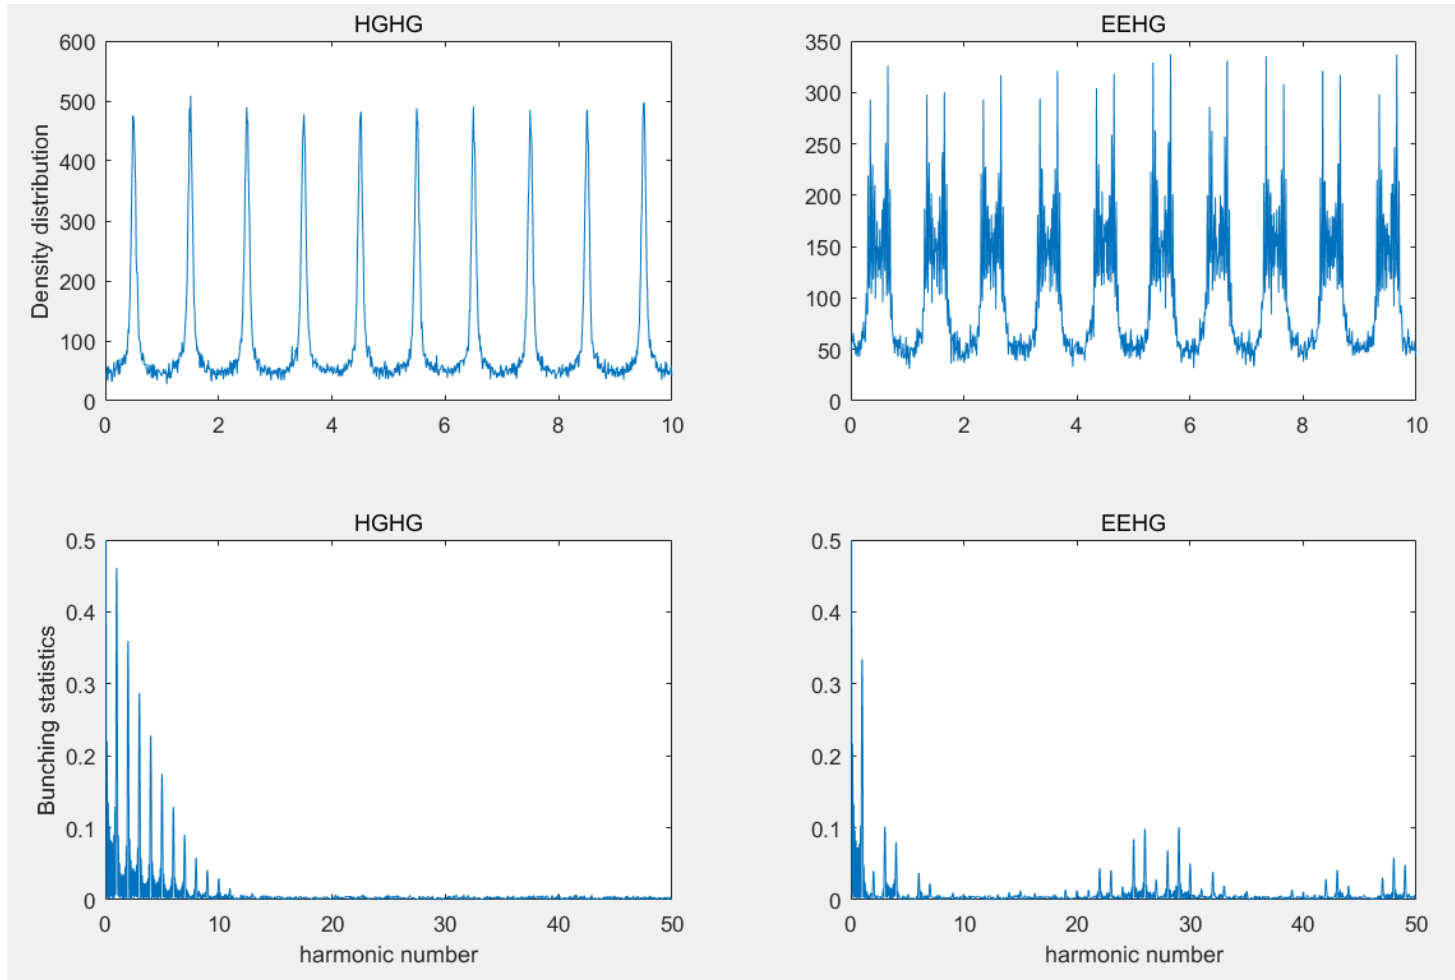 HGHG
600
500
400
300
200
100
0
Density distribution
0 2 4 6 8 10
EEHG
350
300
250
200
150
100
50
0
0 2 4 6 8 10
HGHG
0.5
0.4
0.3
0.2
0.1
0
Bunching statistics
0 10 20 30 40 50
harmonic number
EEHG
0.5
0.4
0.3
0.2
0.1
0
0 10 20 30 40 50
harmonic number